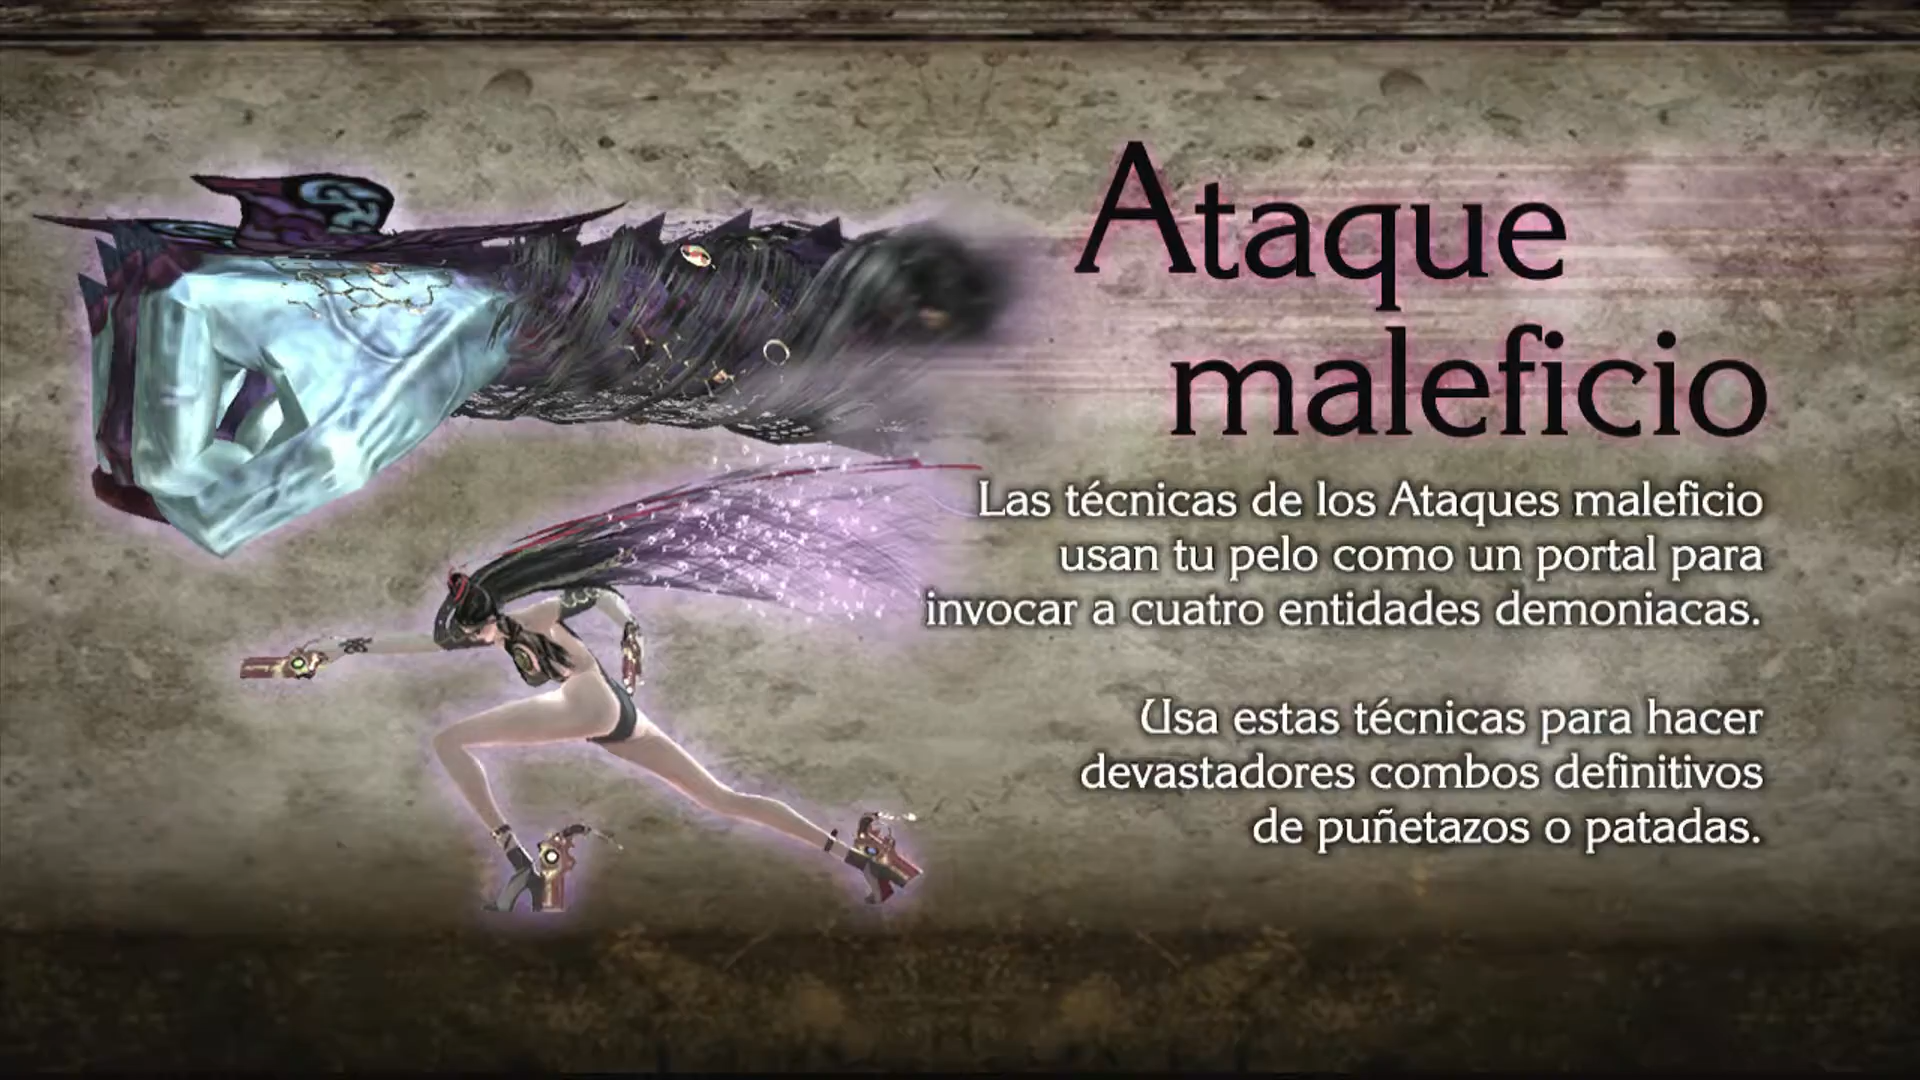 Ataque
maleficio
Las técnicas de los Ataques maleficio
usan tu pelo como un portal para
invocar a cuatro entidades demoniacas.
Usa estas técnicas para hacer
devastadores combos definitivos
de puñetazos o patadas.